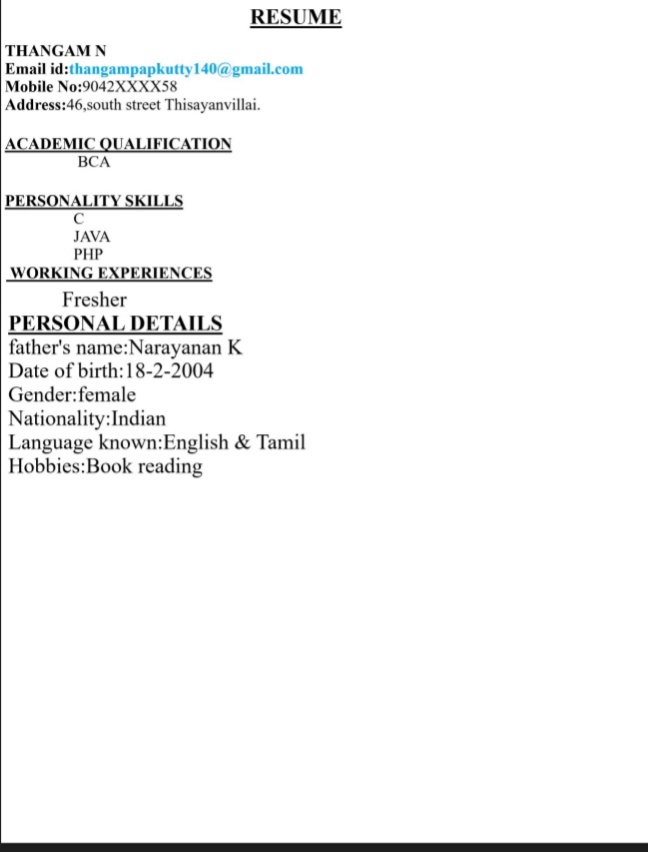 RESUME
THANGAM N
Email id:thangampapkutty140@gmail.com
Mobile No:9042XXXX58
Address:46,south street Thisayanvillai.
ACADEMIC QUALIFICATION
BCA
PERSONALITY SKILLS
C
JAVA
PHP
WORKING EXPERIENCES
Fresher
PERSONAL DETAILS
father's name:Narayanan K
Date of birth:18-2-2004
Gender:female
Nationality:Indian
Language known:English & Tamil
Hobbies:Book reading